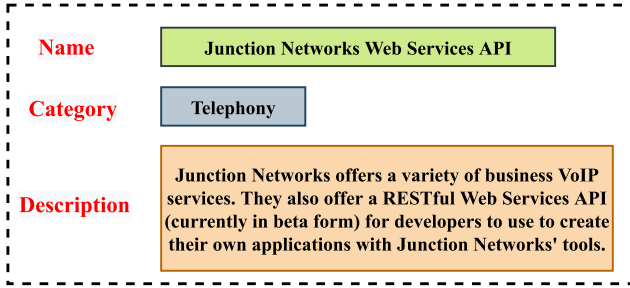 Name
Junction Networks Web Services API
Category
Telephony
Description
Junction Networks offers a variety of business VoIP
services. They also offer a RESTful Web Services API
(currently in beta form) for developers to use to create
their own applications with Junction Networks' tools.